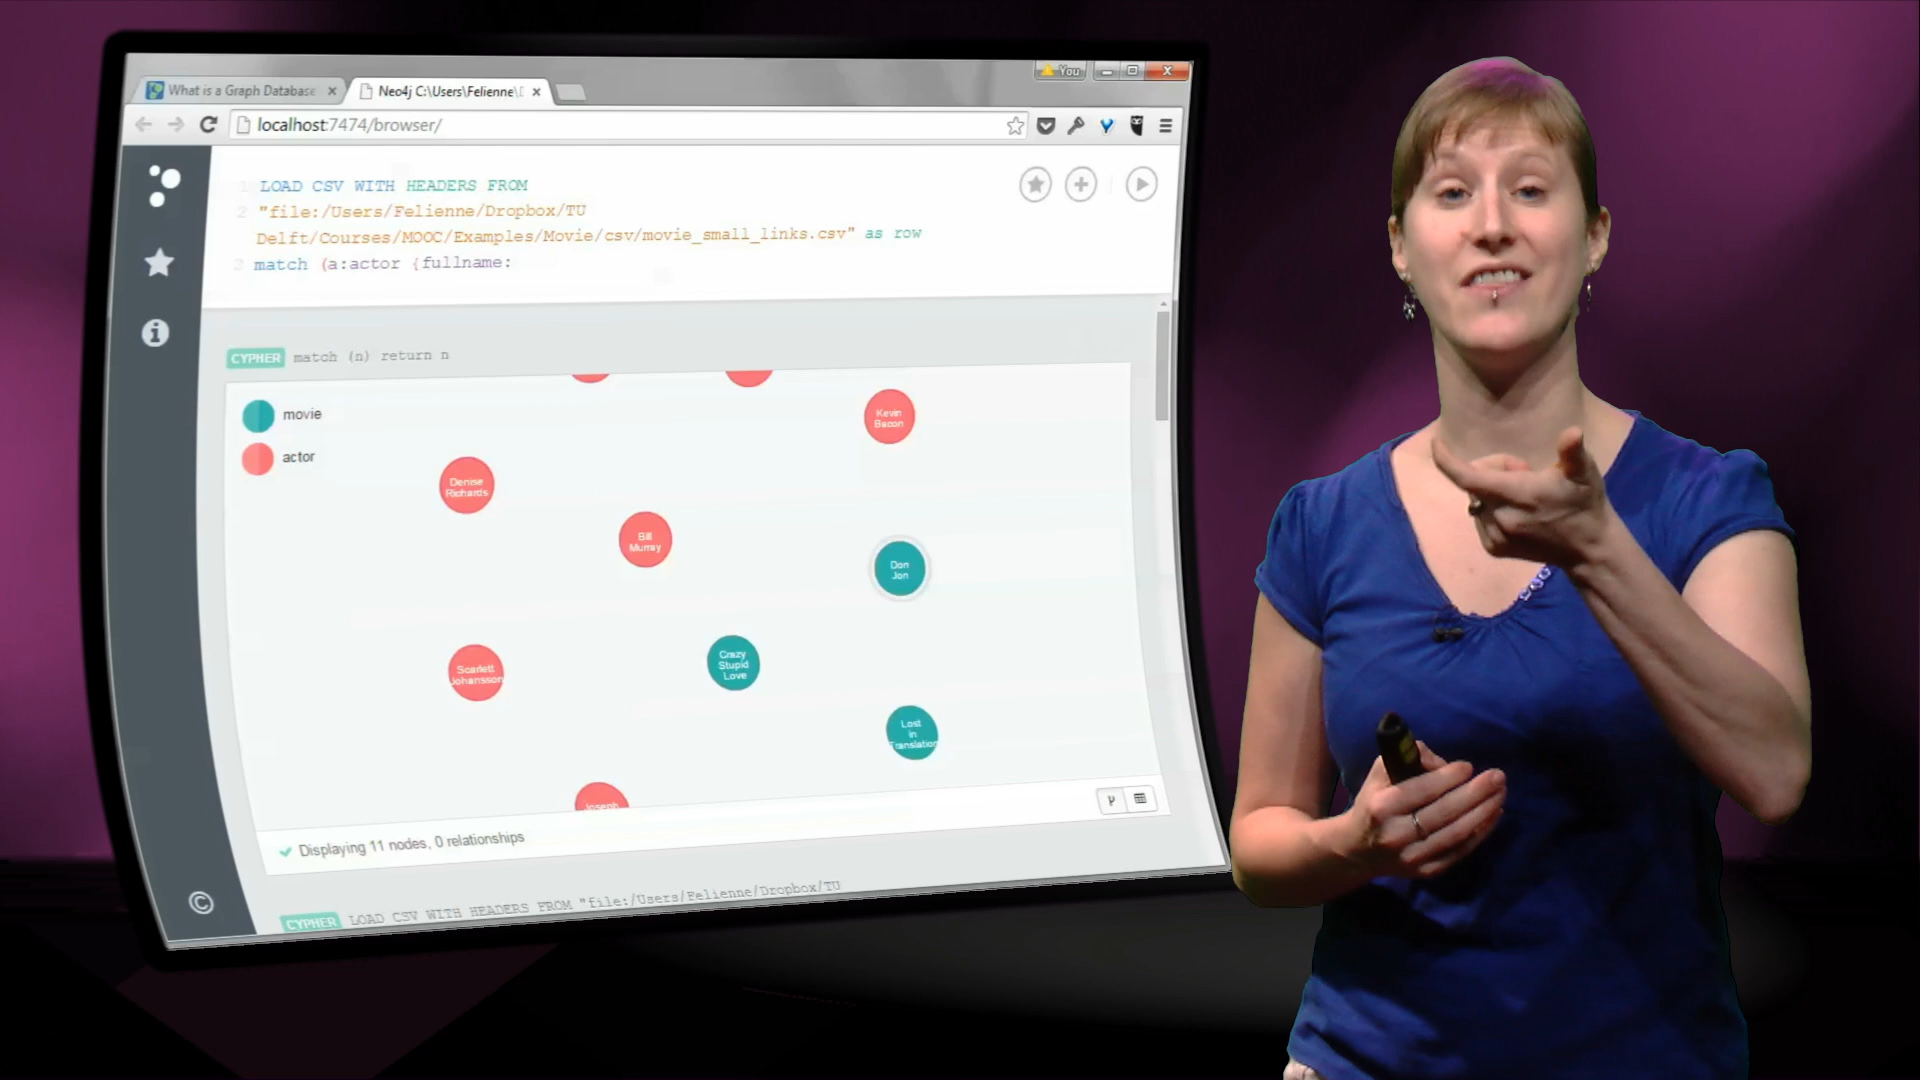 You
What is a Graph Database
Neo4j C:\Users\Felienne\D
localhost:7474/browser/
1 LOAD CSV WITH HEADERS FROM
2 "file:/Users/Felienne/Dropbox/TU
Delft/Courses/MOOC/Examples/Movie/csv/movie_small_links.csv" as row
3 match (a:actor {fullname:
CYPHER match (n) return n
movie
actor
Kevin
Bacon
Denise
Richards
Bill
Murray
Don
Jon
Crazy
Stupid
Love
Scarlett
Johansson
Lost
in
Translation
Joseph
Displaying 11 nodes, 0 relationships
CYPHER LOAD CSV WITH HEADERS FROM "file:/Users/Felienne/Dropbox/TU